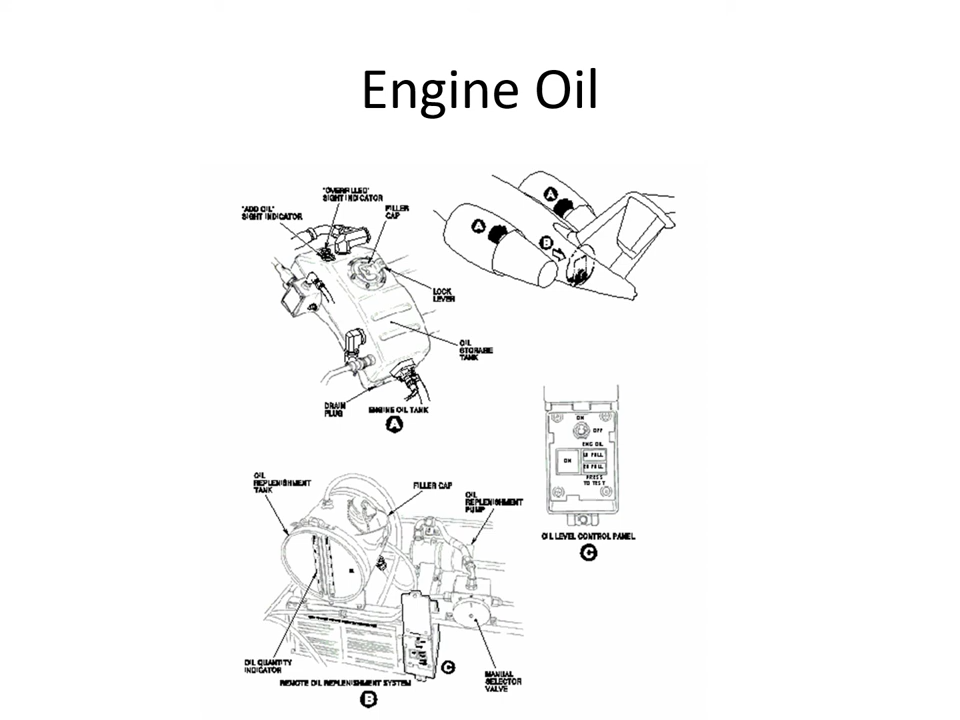 Engine Oil
"OVERFILLED"
SIGHT INDICATOR
"ADD OIL"
SIGHT INDICATOR
FILLER
CAP
A
A
B
LOCK
LEVER
OIL
STORAGE
TANK
DRAIN
PLUG
ENGINE OIL TANK
A
ON
OFF
ENG OIL
ON
LO FULL
PRESS
TO TEST
OIL LEVEL CONTROL PANEL
C
OIL
REPLENISHMENT
TANK
FILLER CAP
OIL
REPLENISHMENT
PUMP
OIL QUANTITY
INDICATOR
C
MANUAL
SELECTOR
VALVE
REMOTE OIL REPLENISHMENT SYSTEM
B